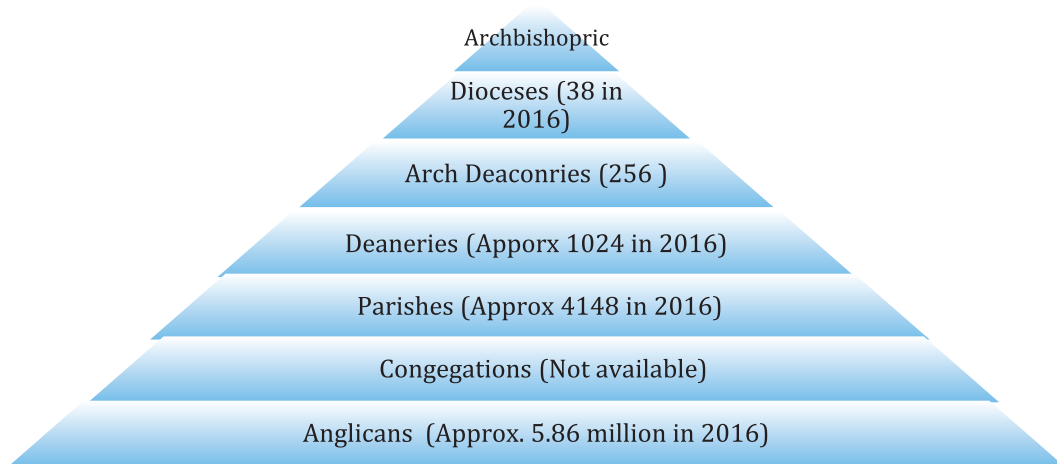 Archbishopric
Dioceses (38 in
2016)
Arch Deaconries (256 )
Deaneries (Apporx 1024 in 2016)
Parishes (Approx 4148 in 2016)
Congegations (Not available)
Anglicans  (Approx. 5.86 million in 2016)